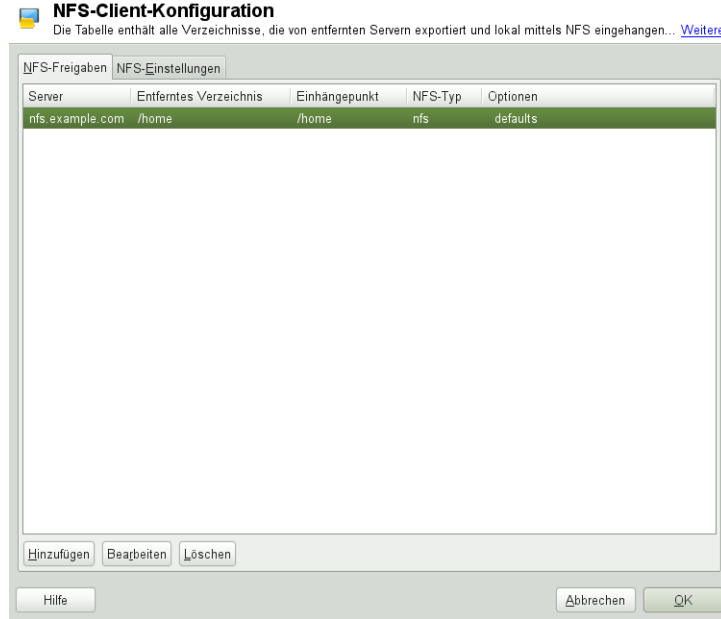 NFS-Client-Konfiguration
Die Tabelle enthält alle Verzeichnisse, die von entfernten Servern exportiert und lokal mittels NFS eingehangen... Weitere
NFS-Freigaben NFS-Einstellungen
Server Entferntes Verzeichnis Einhängepunkt NFS-Typ Optionen
nfs.example.com /home /home nfs defaults
Hinzufügen Bearbeiten Löschen
Hilfe Abbrechen OK